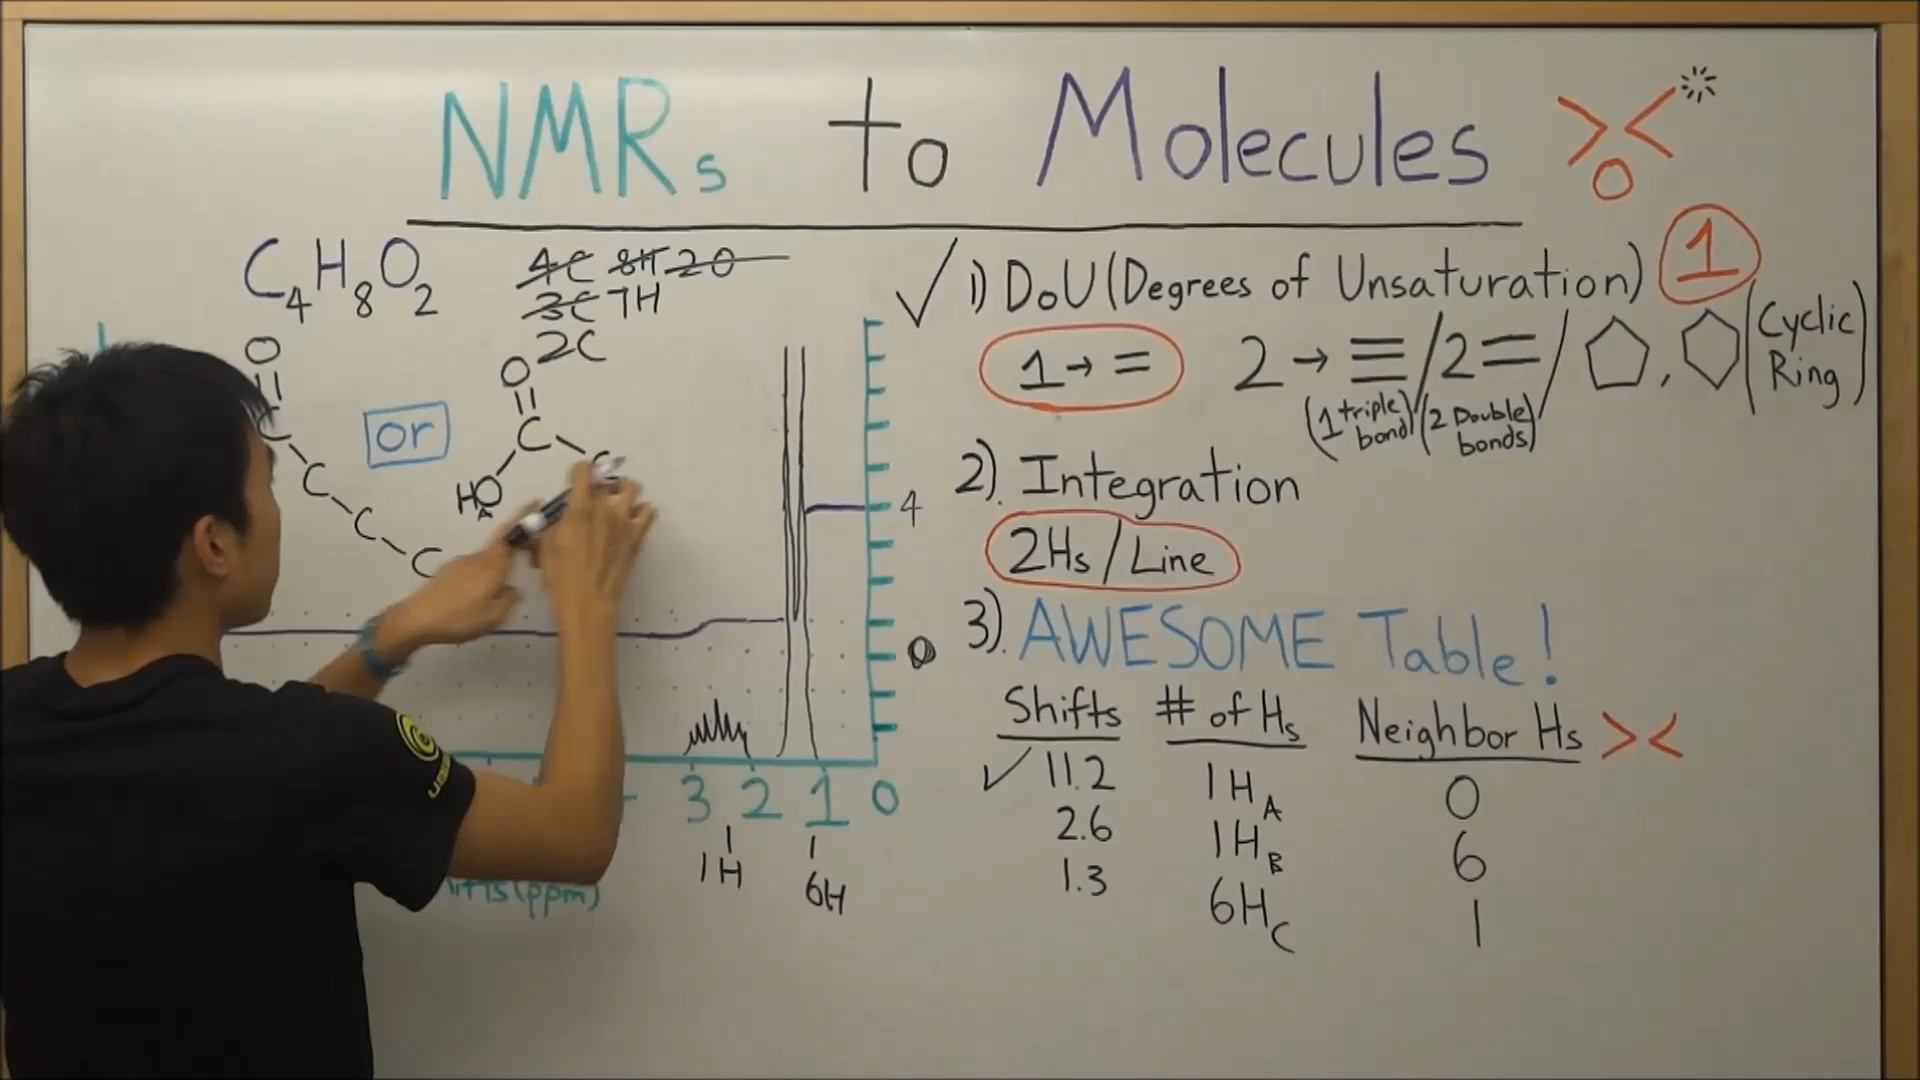 NMRs to Molecules
C4H8O2
4C 8H 2O
3C 7H
2C
O
C
C
C
C
or
O
C
HO
A
C
4
0
3 2 1 0
1H
6H
(ppm)
1) DoU (Degrees of Unsaturation) 1
1→= 2→≡/2=/ , (Cyclic Ring)
(1 triple bond) (2 Double bonds)
2). Integration
2Hs/Line
3). AWESOME Table!
Shifts # of Hs Neighbor Hs
11.2 1HA 0
2.6 1HB 6
1.3 6HC 1